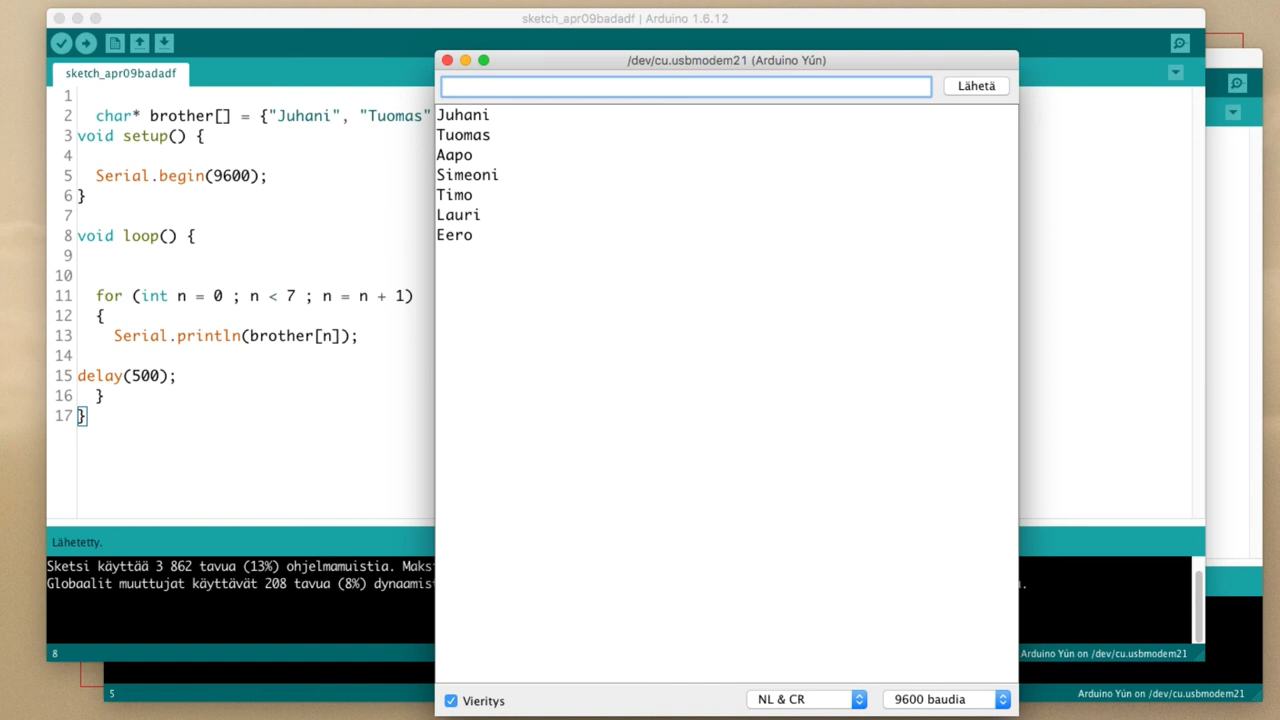 sketch_apr09badadf | Arduino 1.6.12
sketch_apr09badadf
1
2 char* brother[] = {"Juhani", "Tuomas"
3 void setup() {
4
5 Serial.begin(9600);
6 }
7
8 void loop() {
9
10
11 for (int n = 0 ; n < 7 ; n = n + 1)
12 {
13 Serial.println(brother[n]);
14
15 delay(500);
16 }
17 }
Lähetetty.
Sketsi käyttää 3 862 tavua (13%) ohjelmamuistia. Maks
Globaalit muuttujat käyttävät 208 tavua (8%) dynaamis
8
Arduino Yún on /dev/cu.usbmodem21
5
Arduino Yún on /dev/cu.usbmodem21
/dev/cu.usbmodem21 (Arduino Yún)
Lähetä
Juhani
Tuomas
Aapo
Simeoni
Timo
Lauri
Eero
Vieritys
NL & CR
9600 baudia